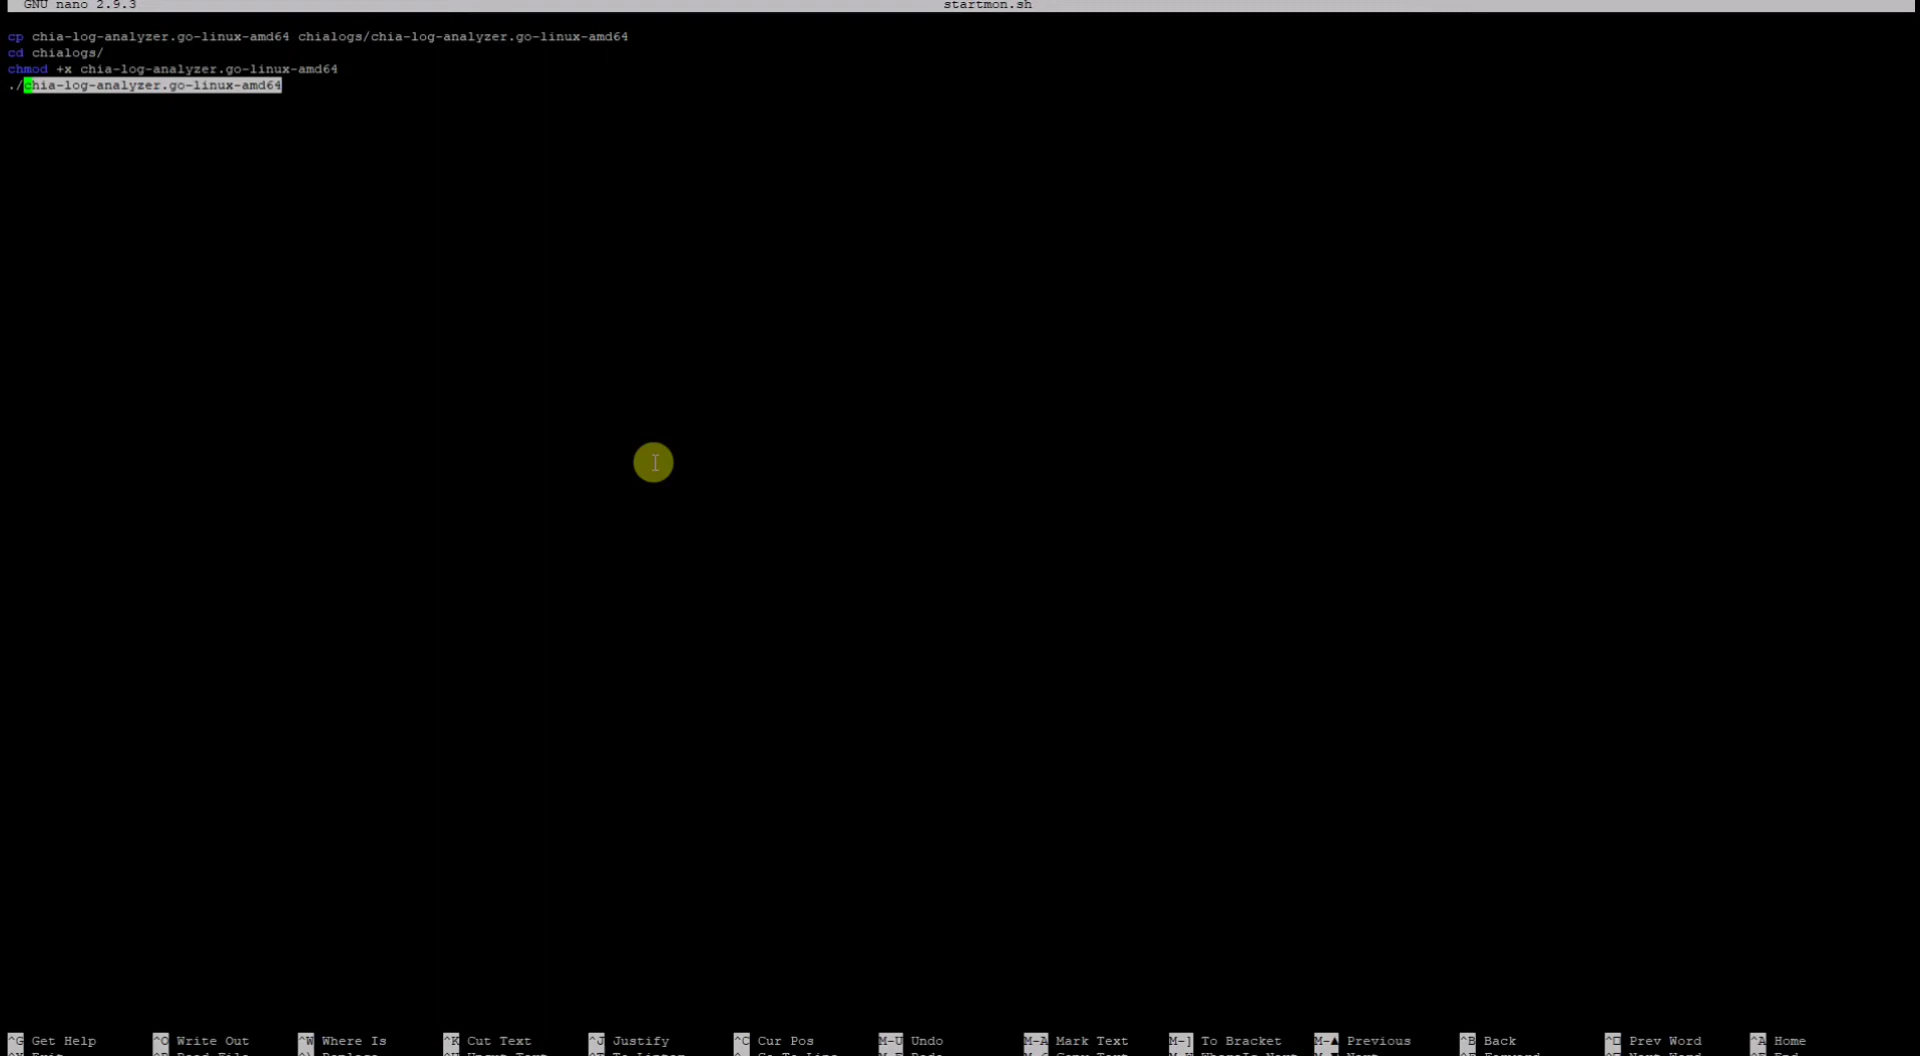 GNU nano 2.9.3 startmon.sh
cp chia-log-analyzer.go-linux-amd64 chialogs/chia-log-analyzer.go-linux-amd64
cd chialogs/
chmod +x chia-log-analyzer.go-linux-amd64
./chia-log-analyzer.go-linux-amd64
^G Get Help ^O Write Out ^W Where Is ^K Cut Text ^J Justify ^C Cur Pos M-U Undo M-A Mark Text M-] To Bracket M-▲ Previous ^B Back Prev Word ^A Home